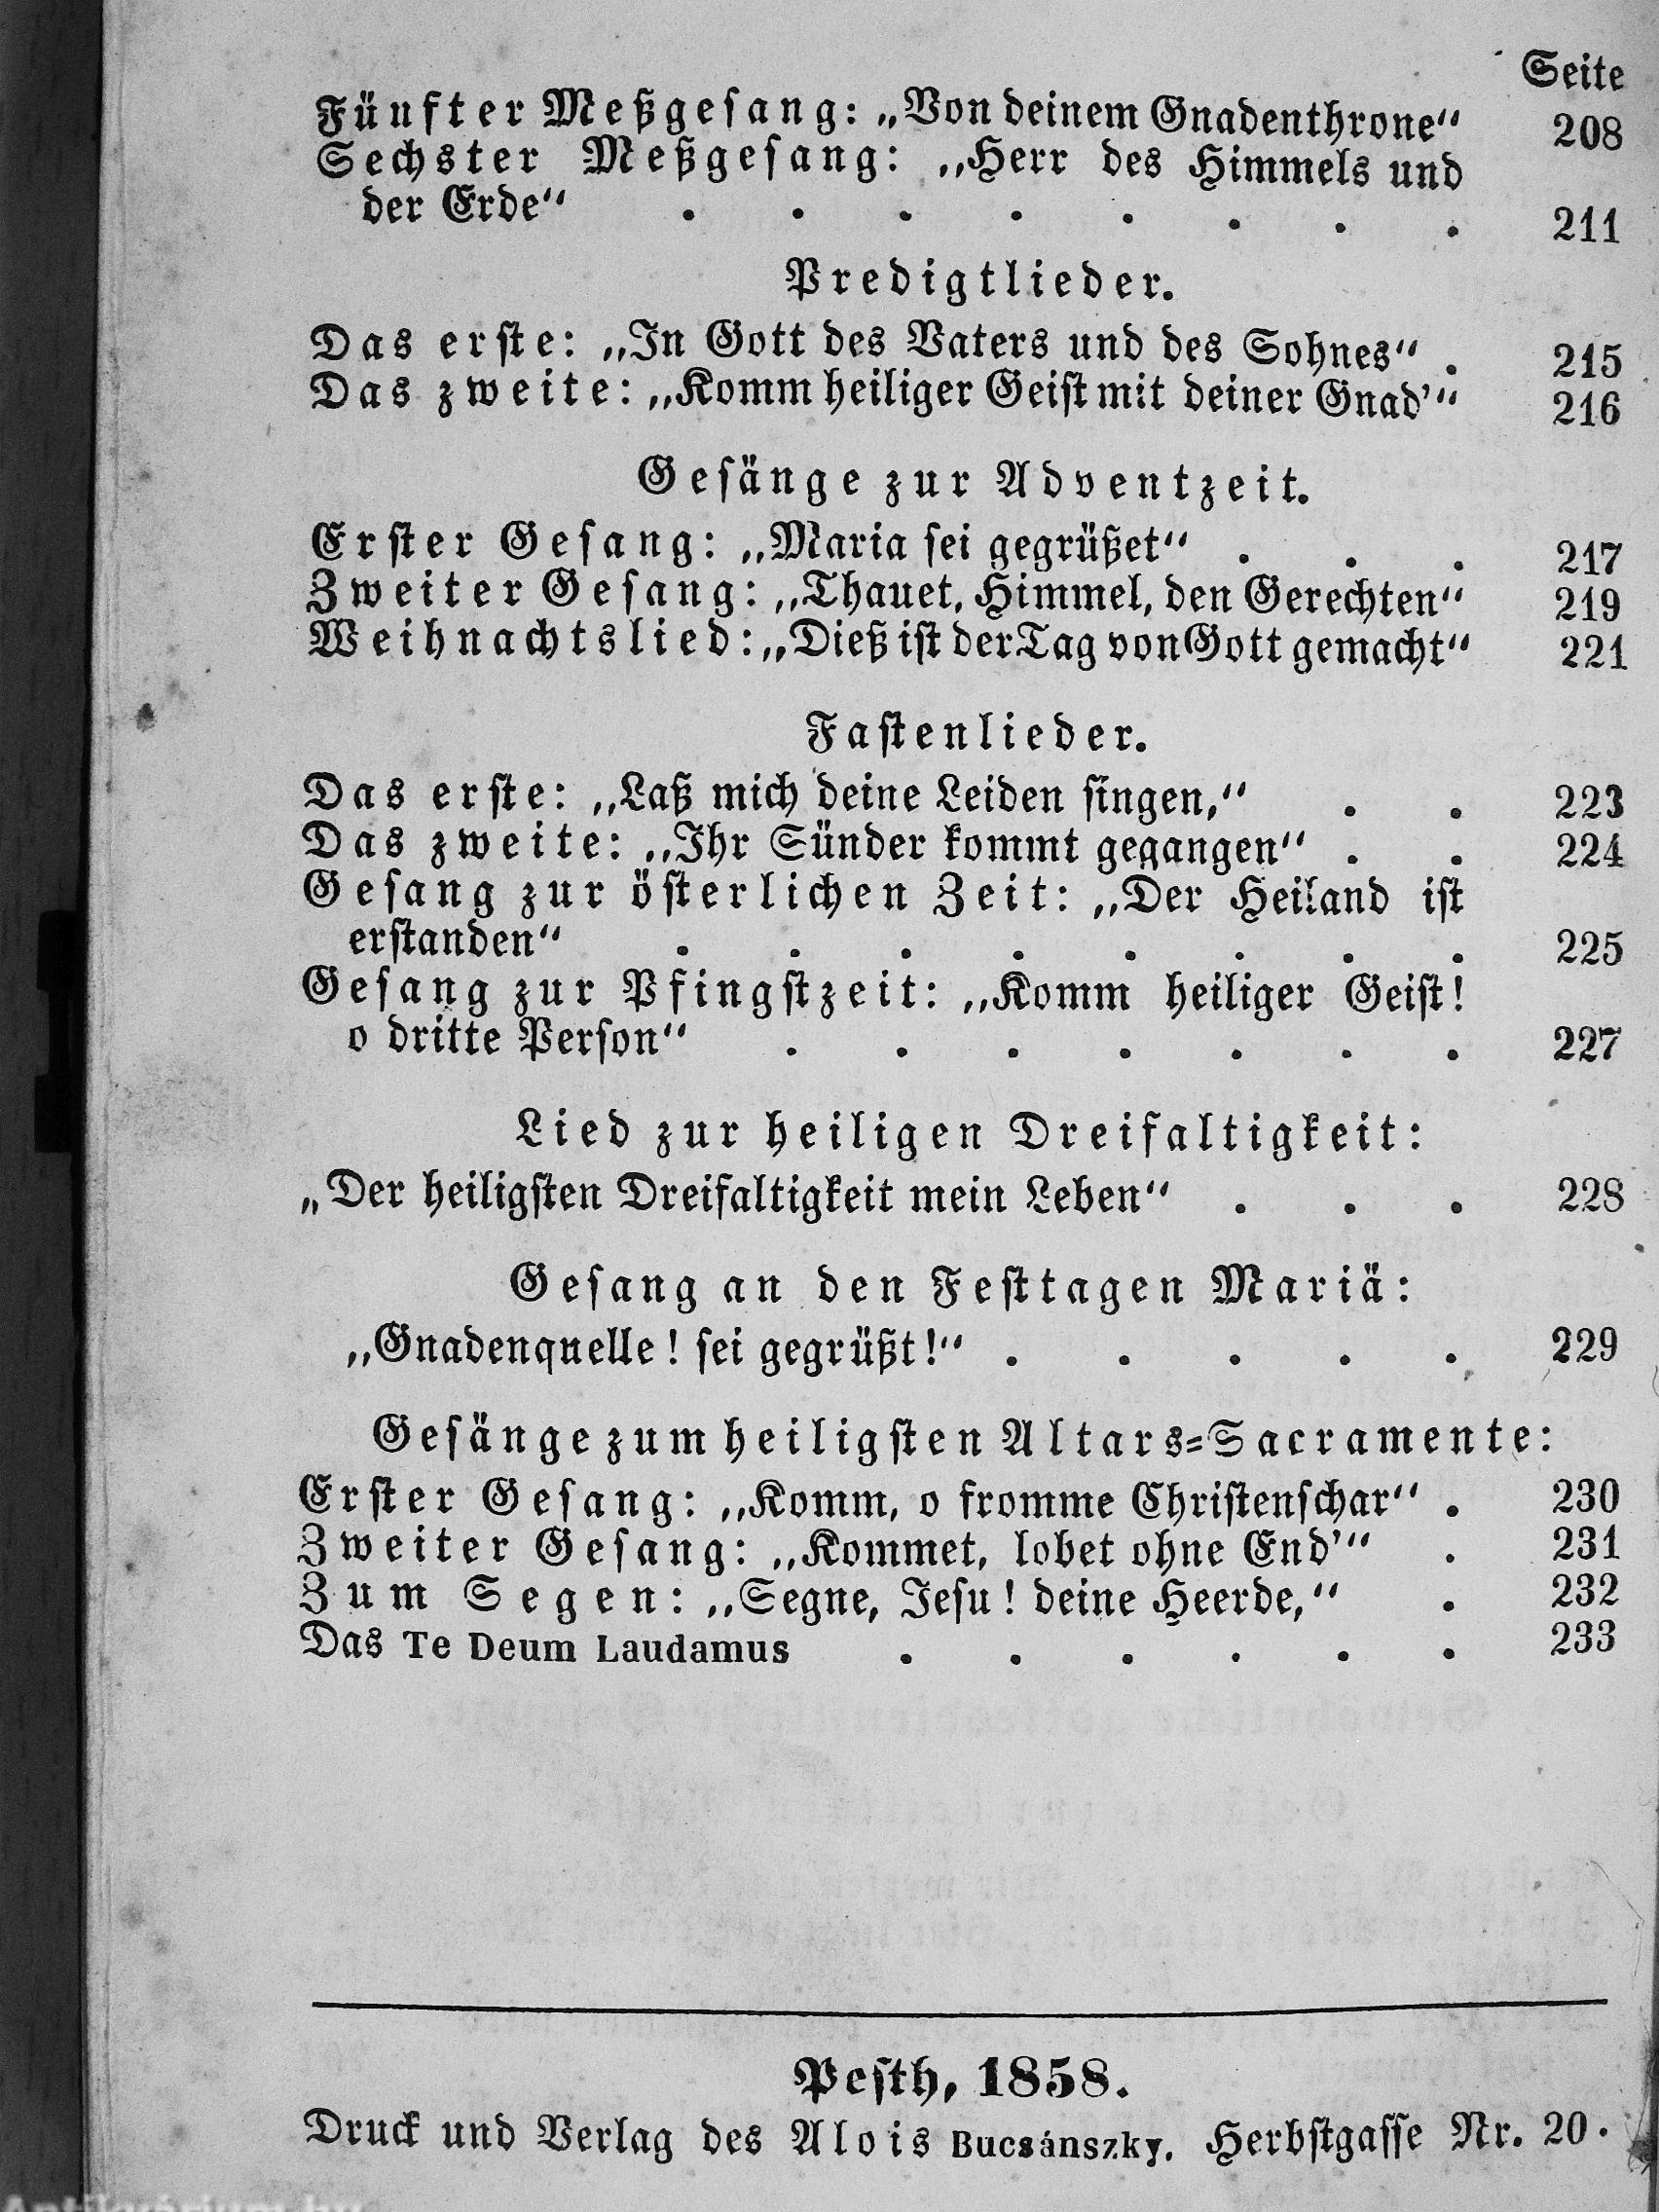 Seite
Fünfter Meßgesang: „Von deinem Gnadenthrone“ 208
Sechster Meßgesang: „Herr des Himmels und
der Erde“ . . . . . . . . 211
Predigtlieder.
Das erste: „In Gott des Vaters und des Sohnes“ . 215
Das zweite: „Komm heiliger Geist mit deiner Gnad’“ 216
Gesänge zur Adventzeit.
Erster Gesang: „Maria sei gegrüßet“ . . . 217
Zweiter Gesang: „Thauet, Himmel, den Gerechten“ 219
Weihnachtslied: „Dieß ist der Tag von Gott gemacht“ 221
Fastenlieder.
Das erste: „Laß mich deine Leiden singen,“ . . 223
Das zweite: „Ihr Sünder kommt gegangen“ . . 224
Gesang zur österlichen Zeit: „Der Heiland ist
erstanden“ . . . . . . . . 225
Gesang zur Pfingstzeit: „Komm heiliger Geist!
o dritte Person“ . . . . . . . 227
Lied zur heiligen Dreifaltigkeit:
„Der heiligsten Dreifaltigkeit mein Leben“ . . . 228
Gesang an den Festtagen Mariä:
„Gnadenquelle! sei gegrüßt!“ . . . . . 229
Gesänge zum heiligsten Altars=Sacramente:
Erster Gesang: „Komm, o fromme Christenschar“ . 230
Zweiter Gesang: „Kommet, lobet ohne End’“ . 231
Zum Segen: „Segne, Jesu! deine Heerde,“ . 232
Das Te Deum Laudamus . . . . . . 233
Pesth, 1858.
Druck und Verlag des Alois Bucsánszky. Herbstgasse Nr. 20.